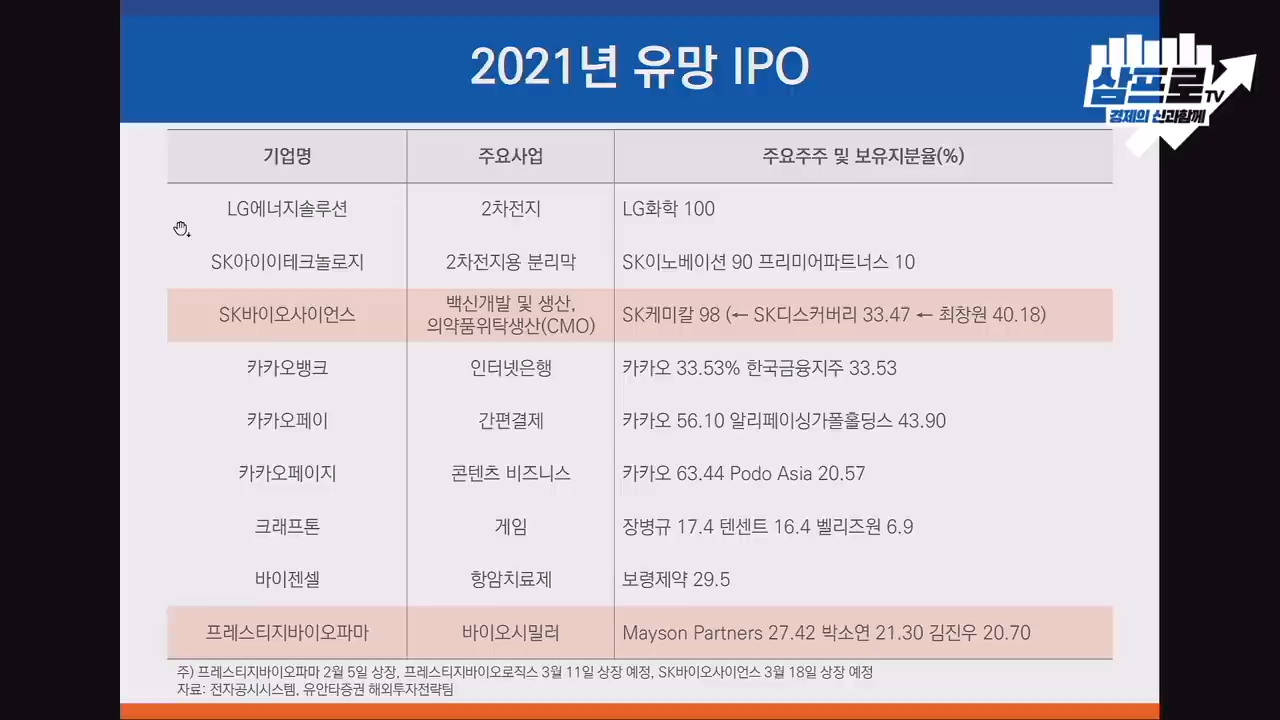 2021년 유망 IPO
삼프로TV
경제의 신과함께
기업명 주요사업 주요주주 및 보유지분율(%)
LG에너지솔루션 2차전지 LG화학 100
SK아이이테크놀로지 2차전지용 분리막 SK이노베이션 90 프리미어파트너스 10
SK바이오사이언스 백신개발 및 생산, 의약품위탁생산(CMO) SK케미칼 98 (← SK디스커버리 33.47 ← 최창원 40.18)
카카오뱅크 인터넷은행 카카오 33.53% 한국금융지주 33.53
카카오페이 간편결제 카카오 56.10 알리페이싱가폴홀딩스 43.90
카카오페이지 콘텐츠 비즈니스 카카오 63.44 Podo Asia 20.57
크래프톤 게임 장병규 17.4 텐센트 16.4 벨리즈원 6.9
바이젠셀 항암치료제 보령제약 29.5
프레스티지바이오파마 바이오시밀러 Mayson Partners 27.42 박소연 21.30 김진우 20.70
주) 프레스티지바이오파마 2월 5일 상장, 프레스티지바이오로직스 3월 11일 상장 예정, SK바이오사이언스 3월 18일 상장 예정
자료: 전자공시시스템, 유안타증권 해외투자전략팀